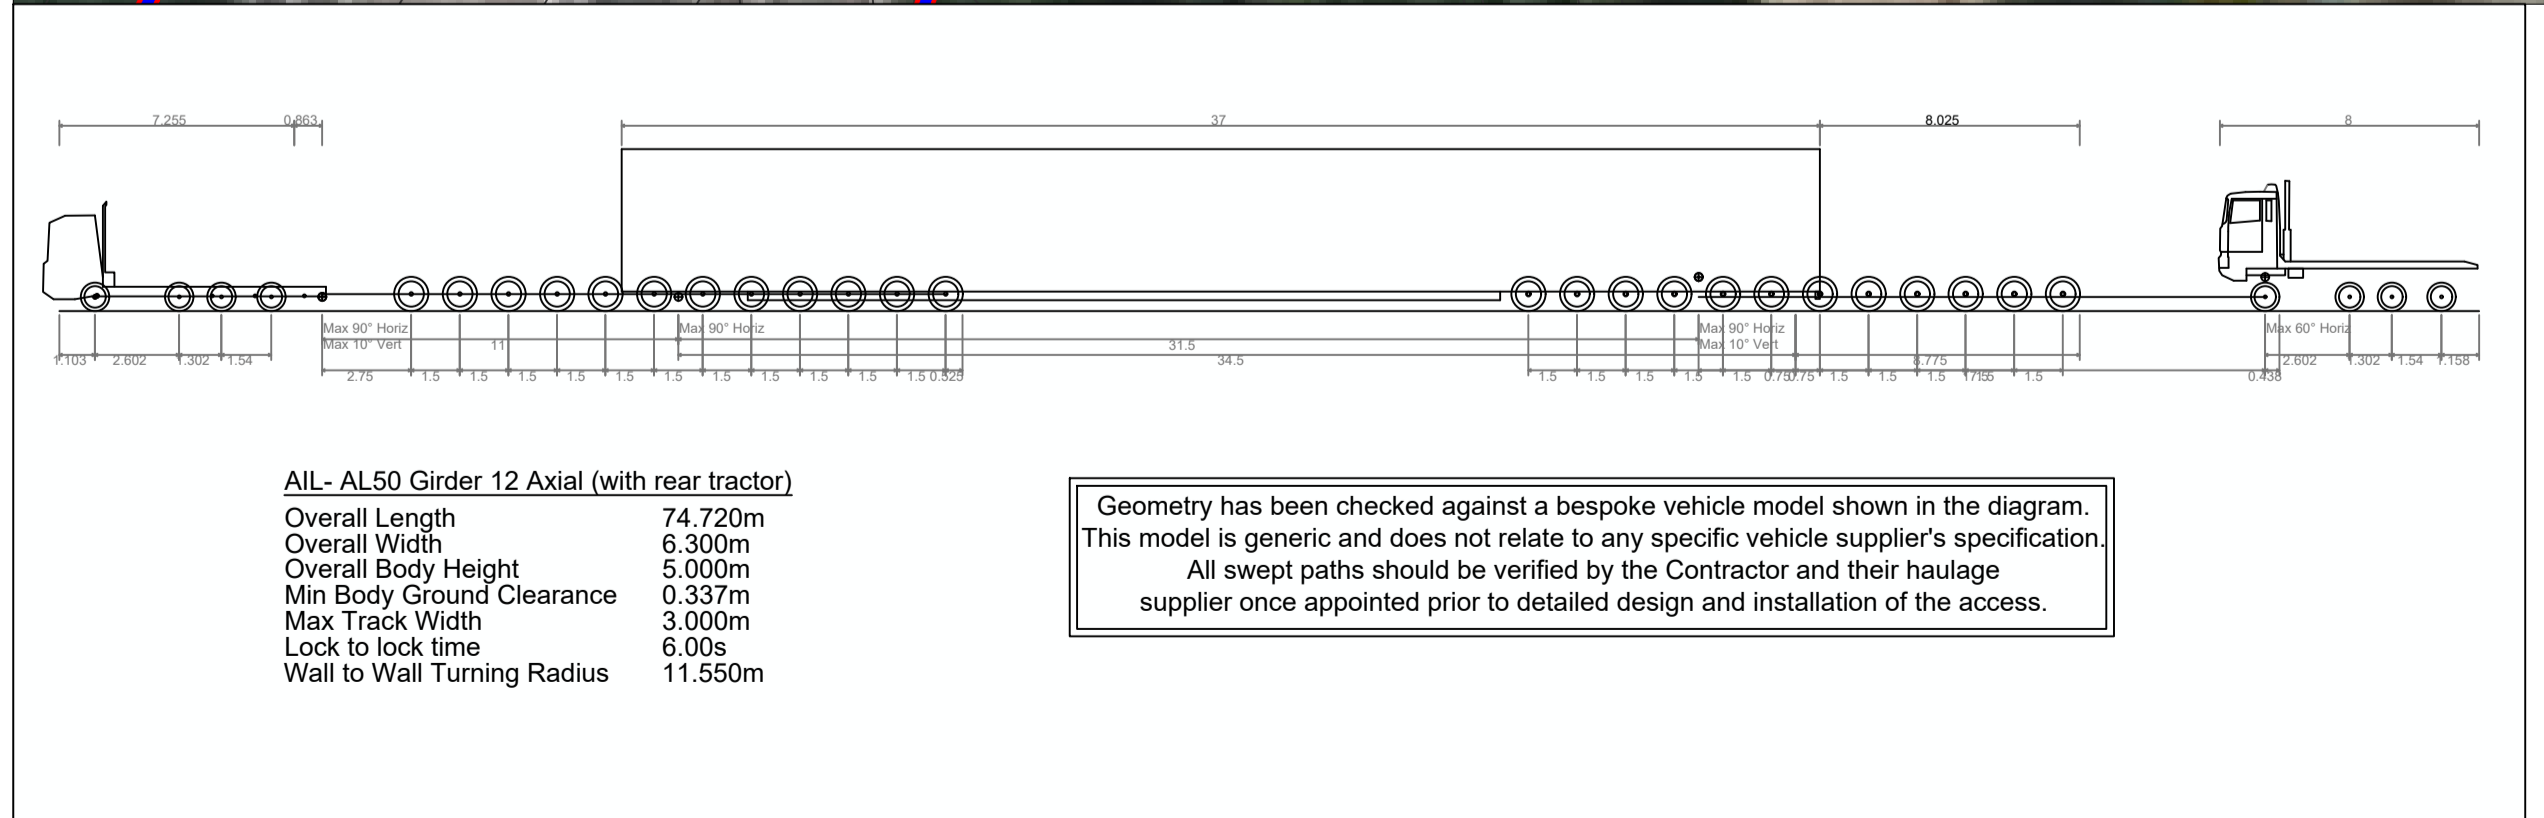 7.255 0.863 37 8.025 8
Max 90° Horiz Max 90° Horiz Max 90° Horiz Max 60° Horiz
Max 10° Vert 11 31.5 Max 10° Vert
1.103 2.602 1.302 1.54 34.5 8.775 2.602 1.302 1.54 1.158
2.75 1.5 1.5 1.5 1.5 1.5 1.5 1.5 1.5 1.5 1.5 1.5 0.525 1.5 1.5 1.5 1.5 1.5 0.75 0.75 1.5 1.5 1.5 1.5 0.438
AIL- AL50 Girder 12 Axial (with rear tractor)
Overall Length 74.720m
Overall Width 6.300m
Overall Body Height 5.000m
Min Body Ground Clearance 0.337m
Max Track Width 3.000m
Lock to lock time 6.00s
Wall to Wall Turning Radius 11.550m
Geometry has been checked against a bespoke vehicle model shown in the diagram.
This model is generic and does not relate to any specific vehicle supplier's specification.
All swept paths should be verified by the Contractor and their haulage
supplier once appointed prior to detailed design and installation of the access.